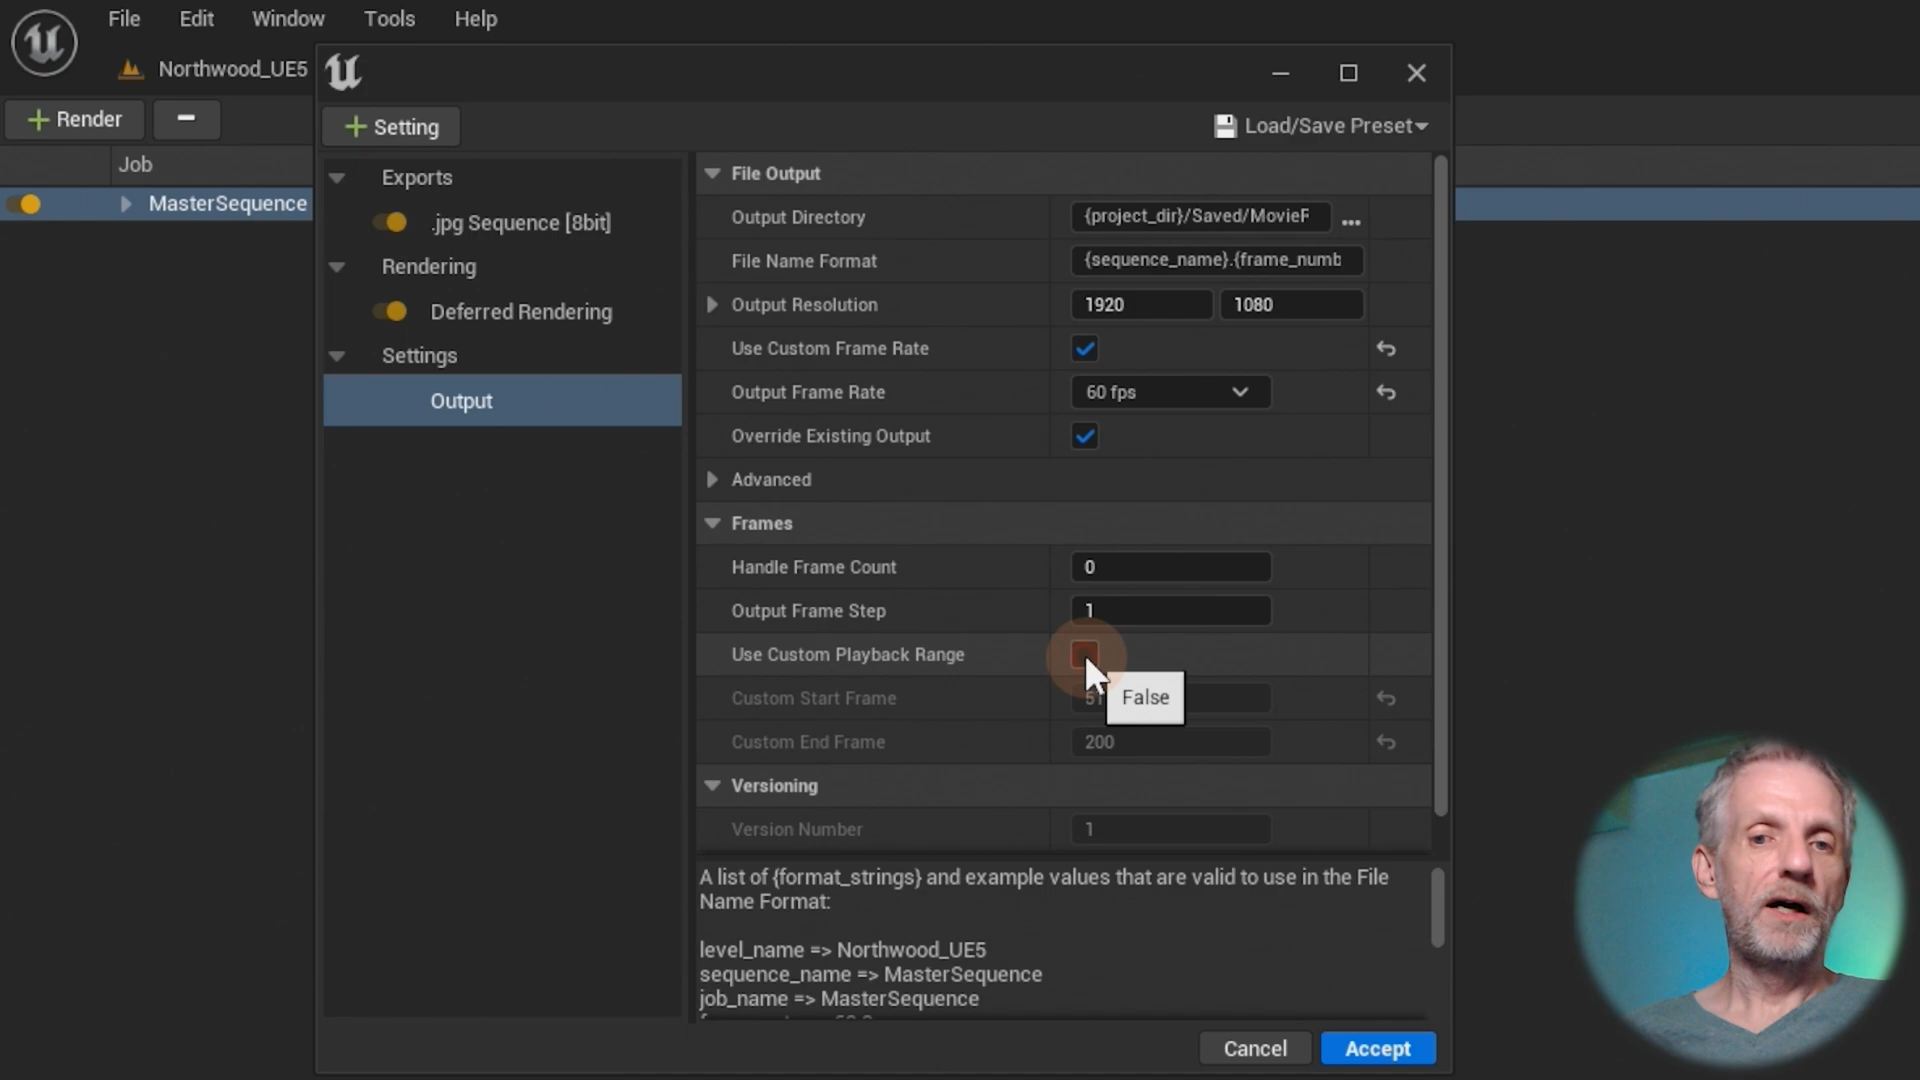 File Edit Window Tools Help
Northwood_UE5
Render
Setting
Load/Save Preset
Job
MasterSequence
Exports
.jpg Sequence [8bit]
Rendering
Deferred Rendering
Settings
Output
File Output
Output Directory {project_dir}/Saved/MovieF ...
File Name Format {sequence_name}.{frame_numb
Output Resolution 1920 1080
Use Custom Frame Rate
Output Frame Rate 60 fps
Override Existing Output
Advanced
Frames
Handle Frame Count 0
Output Frame Step 1
Use Custom Playback Range
Custom Start Frame
False
Custom End Frame 200
Versioning
Version Number 1
A list of {format_strings} and example values that are valid to use in the File
Name Format:
level_name => Northwood_UE5
sequence_name => MasterSequence
job_name => MasterSequence
Cancel Accept